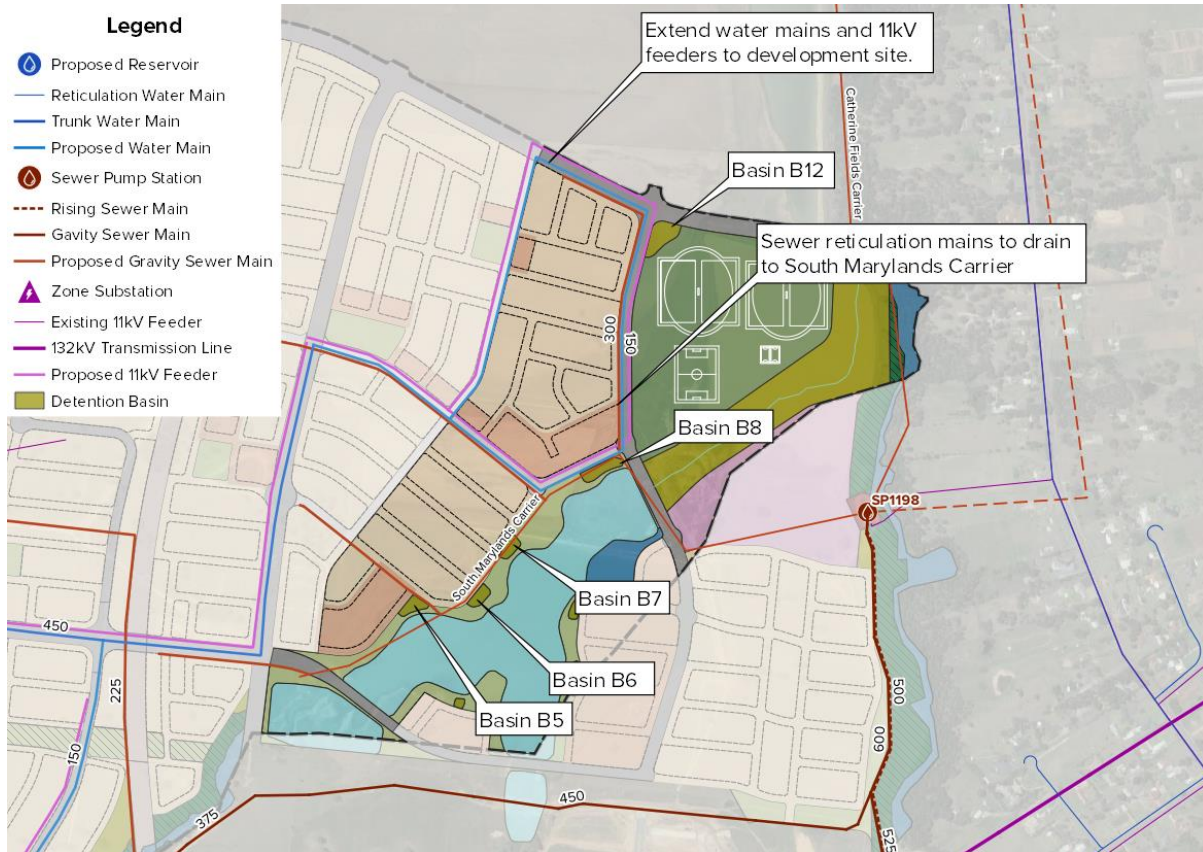 Legend
Proposed Reservoir
Reticulation Water Main
Trunk Water Main
Proposed Water Main
Sewer Pump Station
Rising Sewer Main
Gavity Sewer Main
Proposed Gravity Sewer Main
Zone Substation
Existing 11kV Feeder
132kV Transmission Line
Proposed 11kV Feeder
Detention Basin
Extend water mains and 11kV
feeders to development site.
Catherine Fields Carrier
Basin B12
Sewer reticulation mains to drain
to South Marylands Carrier
300
150
Basin B8
SP1198
South Marylands Carrier
Basin B7
Basin B6
Basin B5
450
225
150
375
450
500
600
525